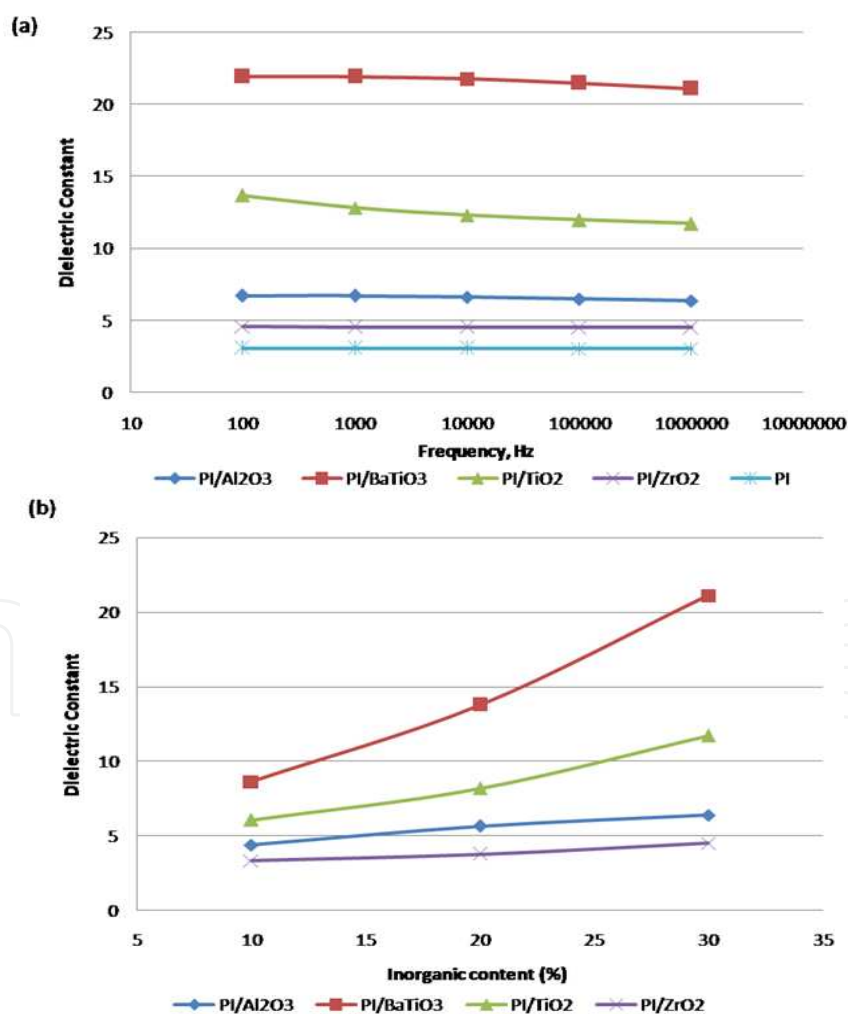 (a)
25
20
15
10
5
0
Dielectric Constant
10 100 1000 10000 100000 1000000 10000000
Frequency, Hz
PI/Al2O3 PI/BaTiO3 PI/TiO2 PI/ZrO2 PI
(b)
25
20
15
10
5
0
Dielectric Constant
5 10 15 20 25 30 35
Inorganic content (%)
PI/Al2O3 PI/BaTiO3 PI/TiO2 PI/ZrO2